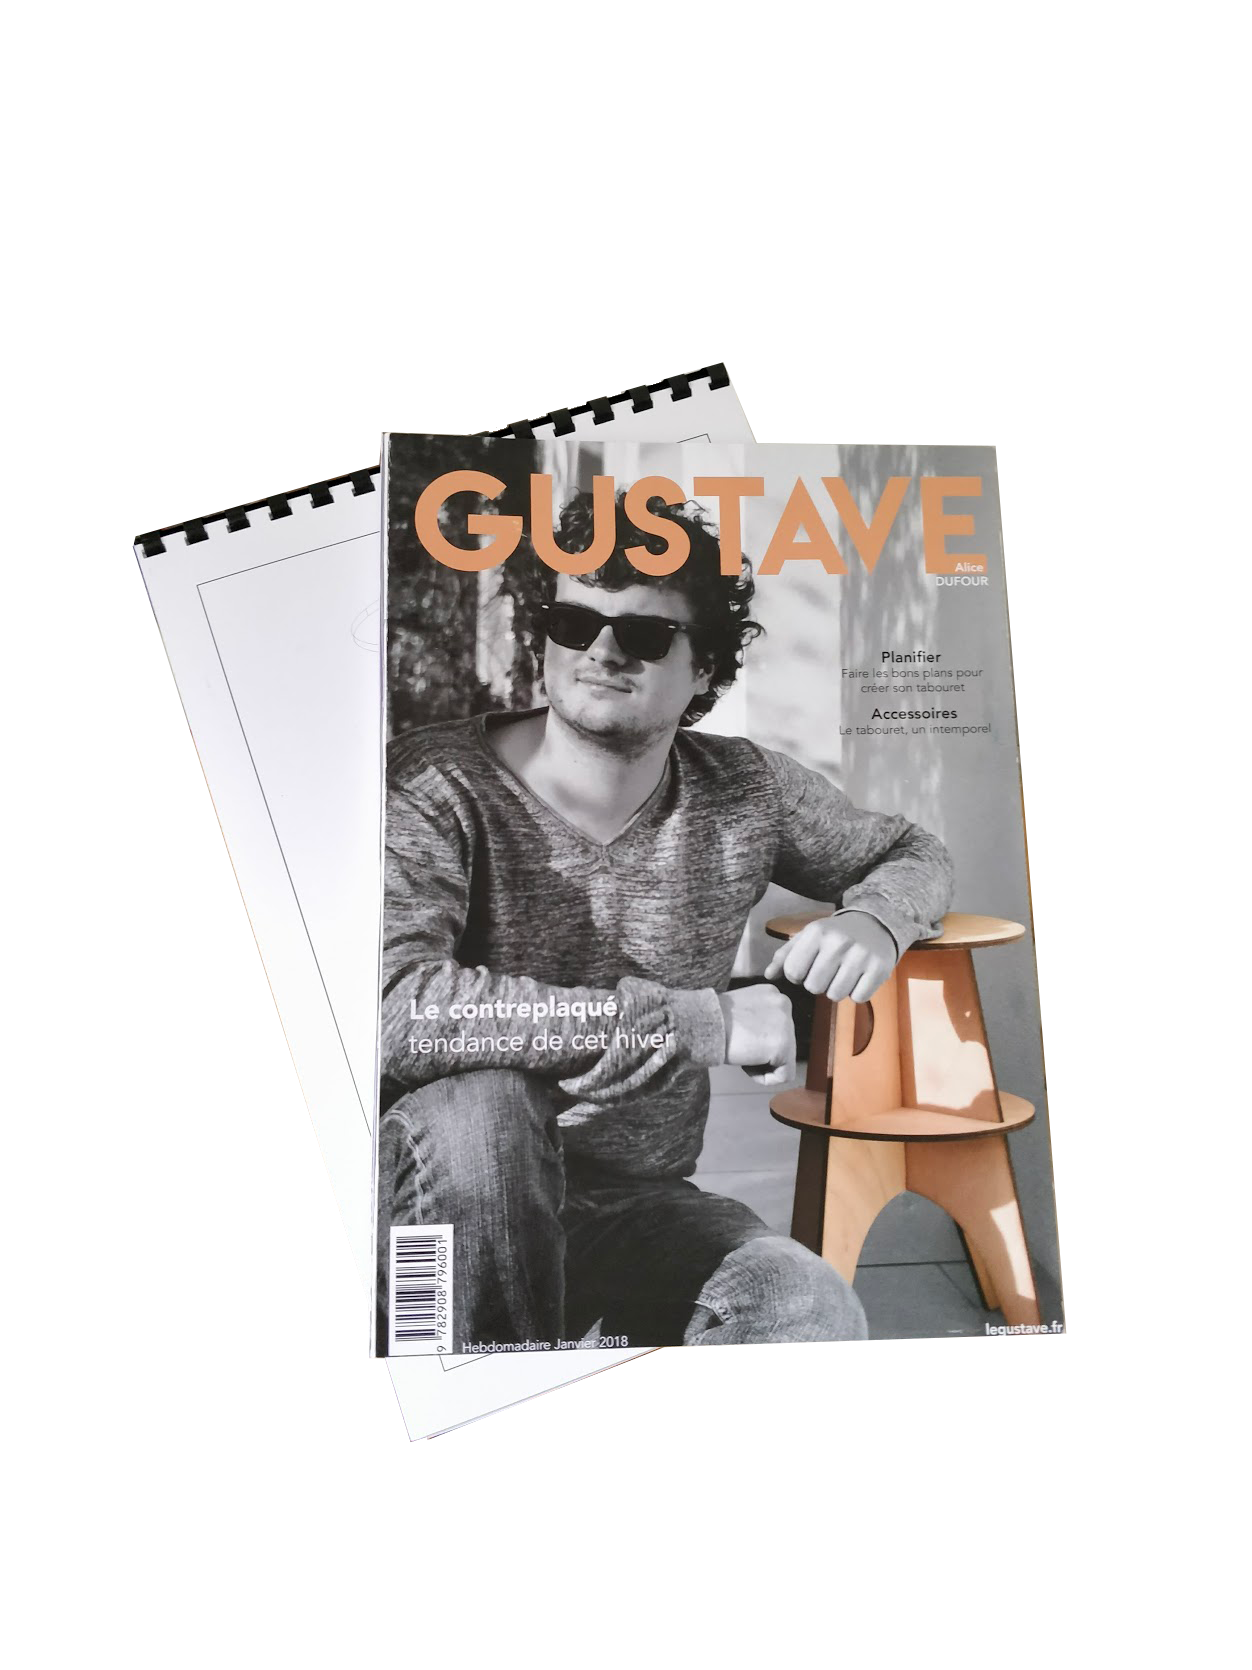 GUSTAVE
Alice
DUFOUR
Planifier
Faire les bons plans pour
créer son tabouret
Accessoires
Le tabouret, un intemporel
Le contreplaqué,
tendance de cet hiver
9 782908 796001
Hebdomadaire Janvier 2018
legustave.fr